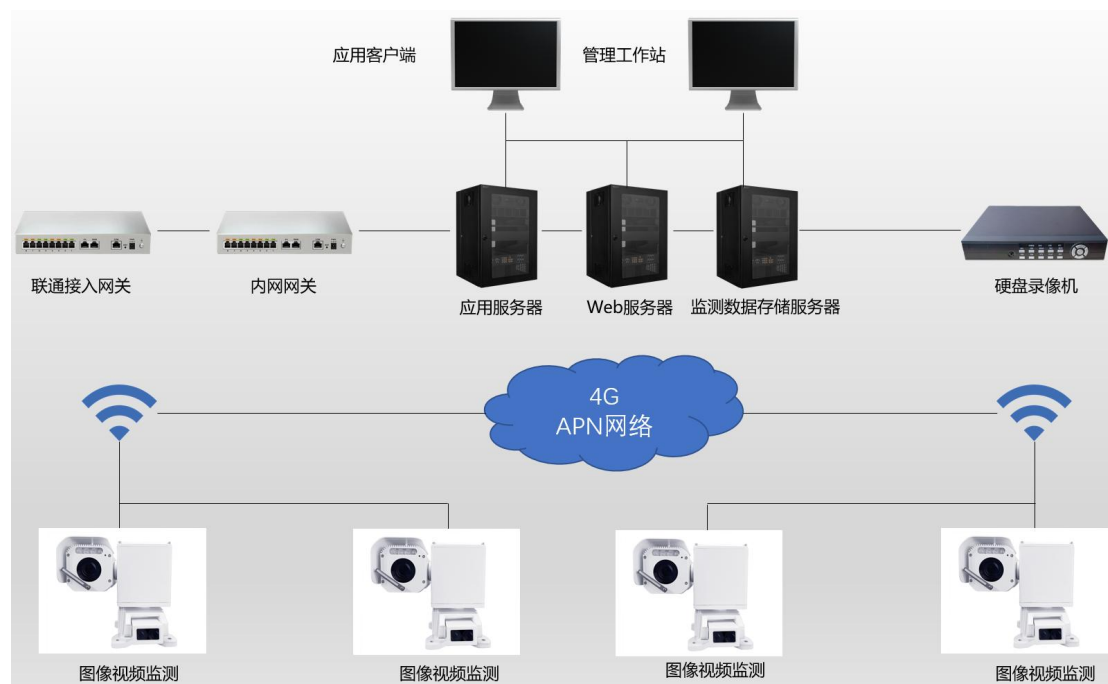 应用客户端
管理工作站
联通接入网关
内网网关
应用服务器
Web服务器
监测数据存储服务器
硬盘录像机
4G
APN网络
图像视频监测
图像视频监测
图像视频监测
图像视频监测